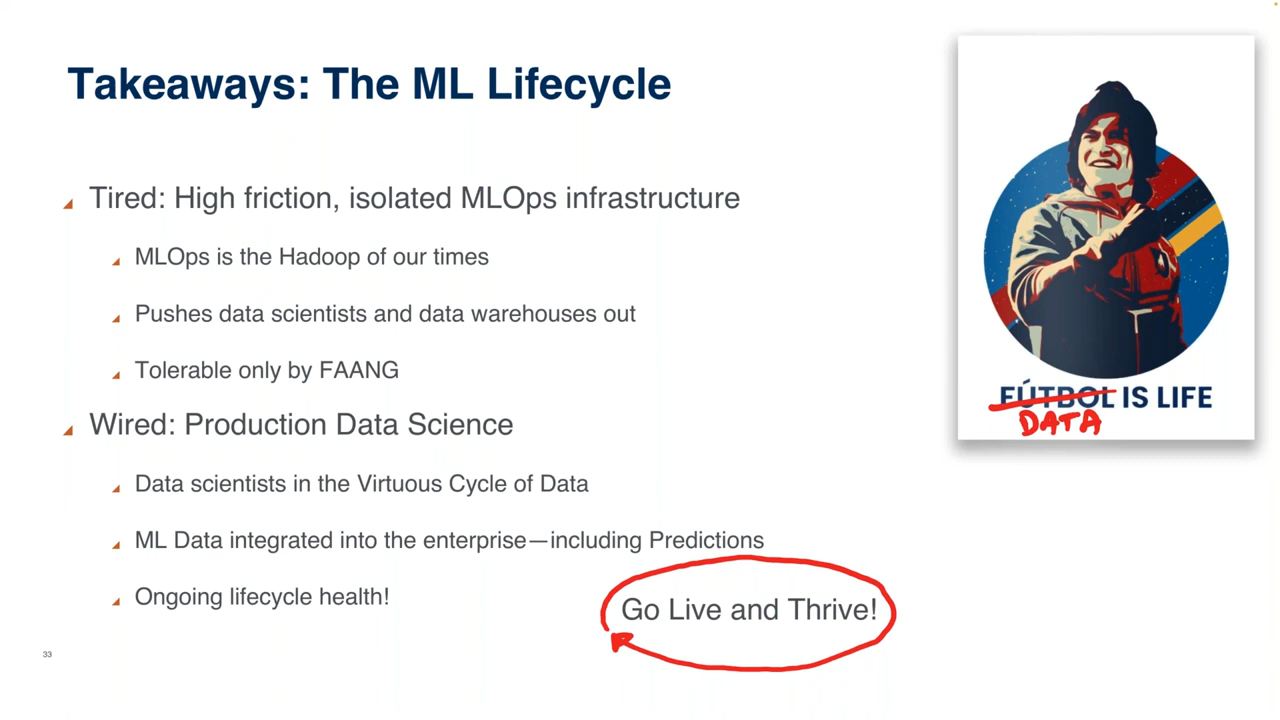 Takeaways: The ML Lifecycle
Tired: High friction, isolated MLOps infrastructure
MLOps is the Hadoop of our times
Pushes data scientists and data warehouses out
Tolerable only by FAANG
Wired: Production Data Science
Data scientists in the Virtuous Cycle of Data
ML Data integrated into the enterprise—including Predictions
Ongoing lifecycle health!
Go Live and Thrive!
FÚTBOL IS LIFE
DATA
33